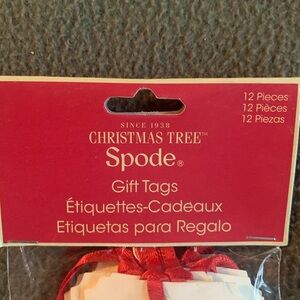 12 Pieces
12 Pièces
12 Piezas
SINCE 1938
CHRISTMAS TREE™
Spode®
Gift Tags
Étiquettes-Cadeaux
Etiquetas para Regalo